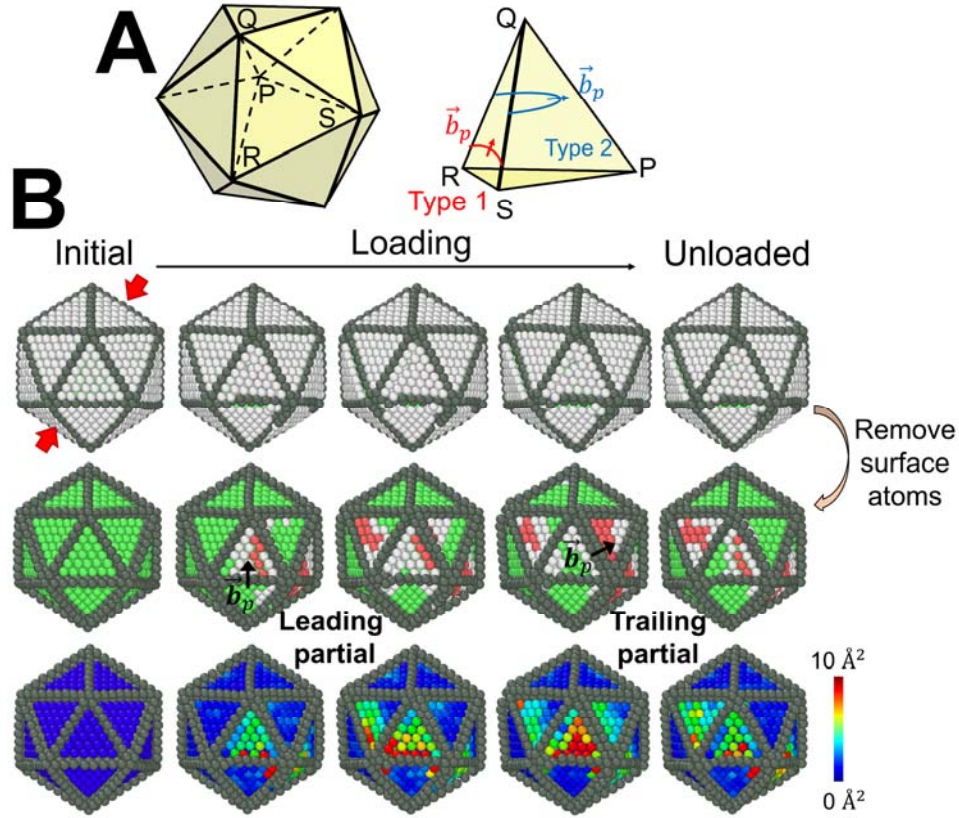 A
Q
P
S
R
Q
b⃗p
b⃗p
Type 2
R
P
S
Type 1
B
Initial
Loading
Unloaded
Remove
surface
atoms
b⃗p
b⃗p
Leading
partial
Trailing
partial
10 Å²
0 Å²